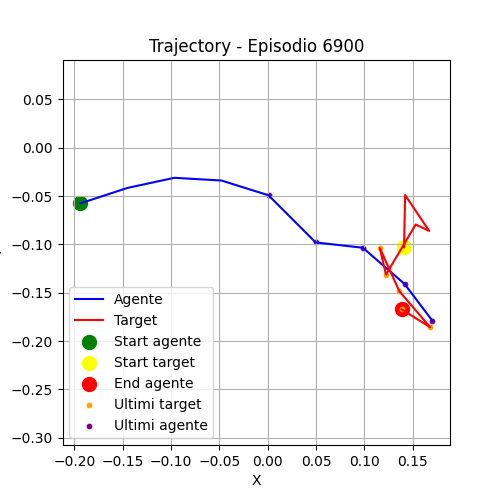 Trajectory - Episodio 6900
0.05
0.00
−0.05
−0.10
−0.15
−0.20
−0.25
−0.30
Agente
Target
Start agente
Start target
End agente
Ultimi target
Ultimi agente
−0.20 −0.15 −0.10 −0.05 0.00 0.05 0.10 0.15
X